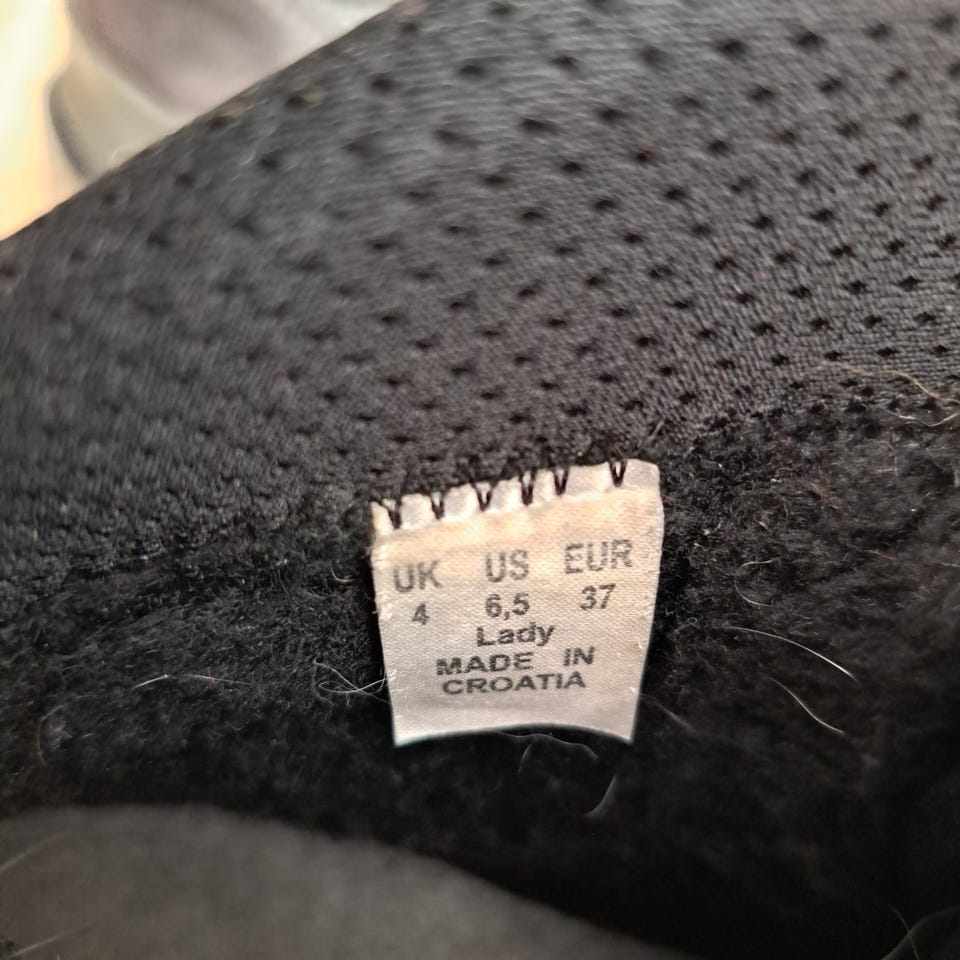 UK US EUR
4 6,5 37
Lady
MADE IN
CROATIA